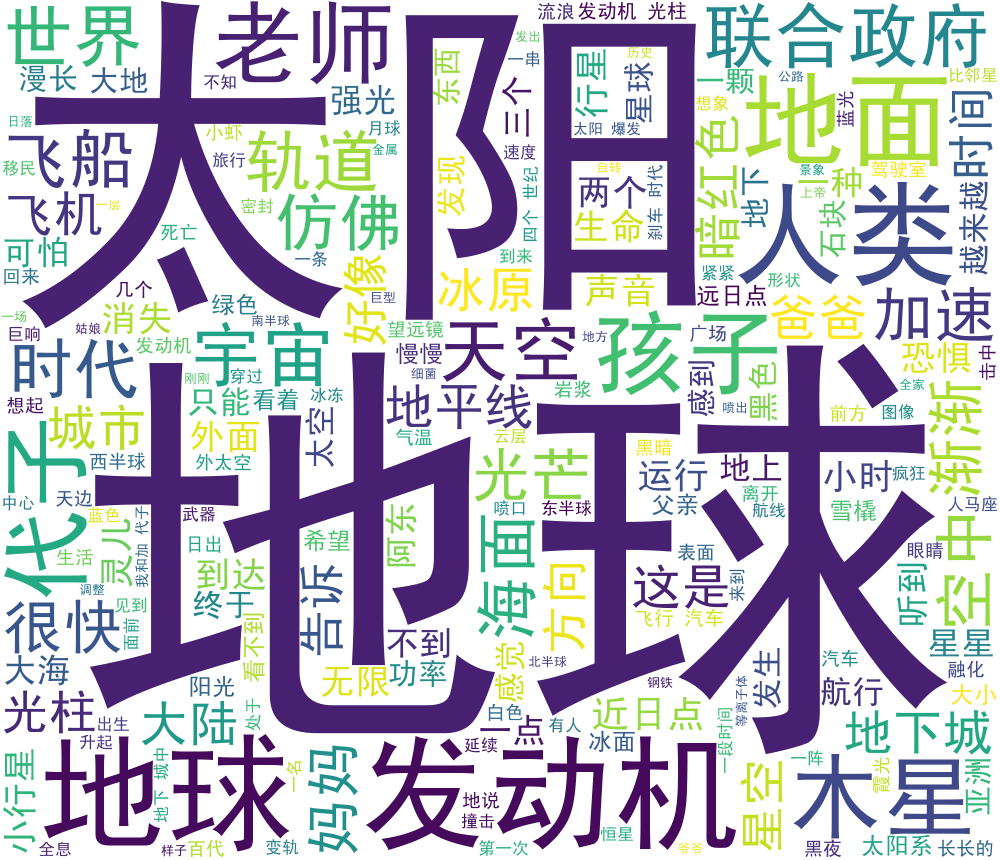 太阳
地球
地球 发动机
老师
世界
漫长
大地
不知
日落
小虾
移民
旅行
飞船
飞机
一层
密封
可怕
死亡
回来
一条
强光
月球
金属
轨道
仿佛
流浪
发动机 光柱
发出
一串
东西
发现
三个
速度
四个
世纪
到来
行星
星球
历史
太阳 爆发
自转
两个
生命
刹车
时代
联合政府
一颗
公路
比邻星
想象
蓝光
地面
时间
驾驶室
景象
上帝
暗红色
地下
石块
种
人类
越来越
紧紧
形状
远日点
声音
冰原
好像
巨型
望远镜
几个
绿色
南半球
一场
巨响
姑娘
消失
发动机
时代
宇宙
天空
慢慢
细菌
孩子
地方
广场
爸爸
加速
感到
黑色
恐惧
击中
全家
喷出
前方
图像
想起
刚刚
穿过
冰冻
只能
看着
太空
地平线
岩浆
城市
外面
西半球
外太空
气温
云层
光芒
黑暗
运行
地上
小时
疯狂
渐渐
代子
中心
天边
武器
喷口
东半球
父亲
离开
航线
雪橇
人马座
蓝色
灵儿
我和加
代子
日出
希望
阿东
海面
表面
眼睛
空中
生活
到达
调整
见到
终于
告诉
方向
这是
来到
听到
很快
面前
看不到
不到
飞行
汽车
星星
大海
阳光
无限
功率
感觉
北半球
钢铁
等离子体
发生
汽车
融化
航行
大小
光柱
出生
升起
大陆
处于
白色
一点
有人
近日点
一段时间
地下城
延续
冰面
小行星
地下
城中
一名
妈妈
地说
撞击
星空
一阵
霞光
木星
亚洲
全息
样子
百代
变轨
第一次
恒星
爷爷
黑夜
太阳系
长长的